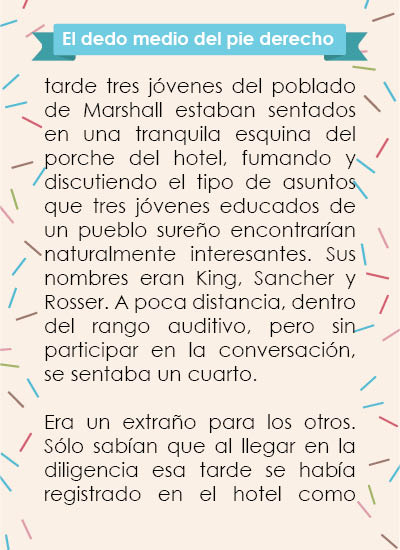 El dedo medio del pie derecho
tarde tres jóvenes del poblado
de Marshall estaban sentados
en una tranquila esquina del
porche del hotel, fumando y
discutiendo el tipo de asuntos
que tres jóvenes educados de
un pueblo sureño encontrarían
naturalmente interesantes. Sus
nombres eran King, Sancher y
Rosser. A poca distancia, dentro
del rango auditivo, pero sin
participar en la conversación,
se sentaba un cuarto.
Era un extraño para los otros.
Sólo sabían que al llegar en la
diligencia esa tarde se había
registrado en el hotel como